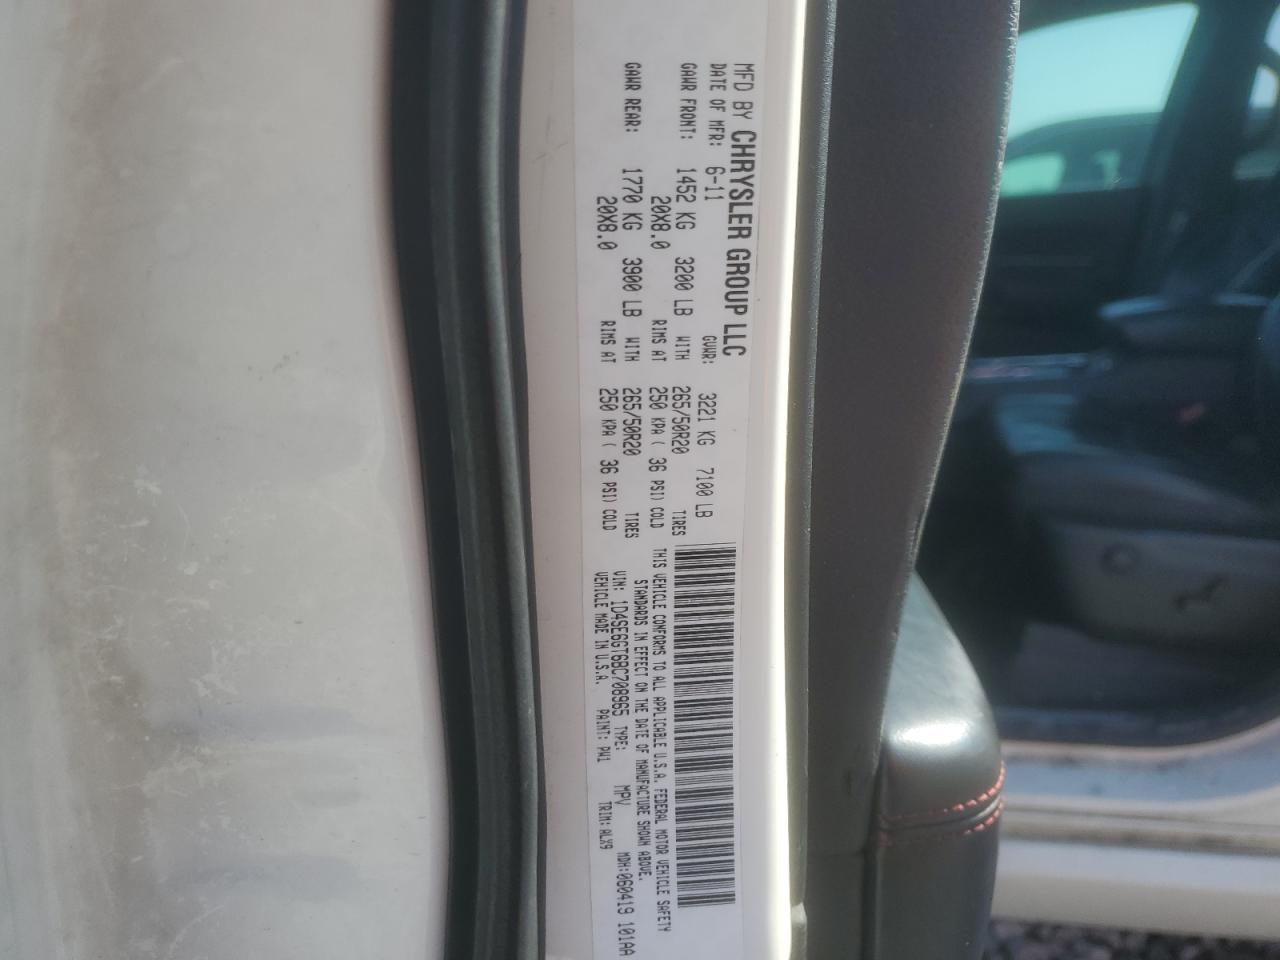 MFD BY CHRYSLER GROUP LLC
DATE OF MFR: 6-11 GVWR: 3221 KG 7100 LB
GAWR FRONT: 1452 KG 3200 LB WITH 265/50R20 TIRES
20X8.0 RIMS AT 250 KPA ( 36 PSI) COLD
GAWR REAR: 1770 KG 3900 LB WITH 265/50R20 TIRES
20X8.0 RIMS AT 250 KPA ( 36 PSI) COLD
THIS VEHICLE CONFORMS TO ALL APPLICABLE U.S.A. FEDERAL MOTOR VEHICLE SAFETY
STANDARDS IN EFFECT ON THE DATE OF MANUFACTURE SHOWN ABOVE.
VIN: 1D4SE6GT6BC708965 TYPE: MPV MDH:060419 101AA
VEHICLE MADE IN U.S.A. PAINT: PW1 TRIM: ALX9